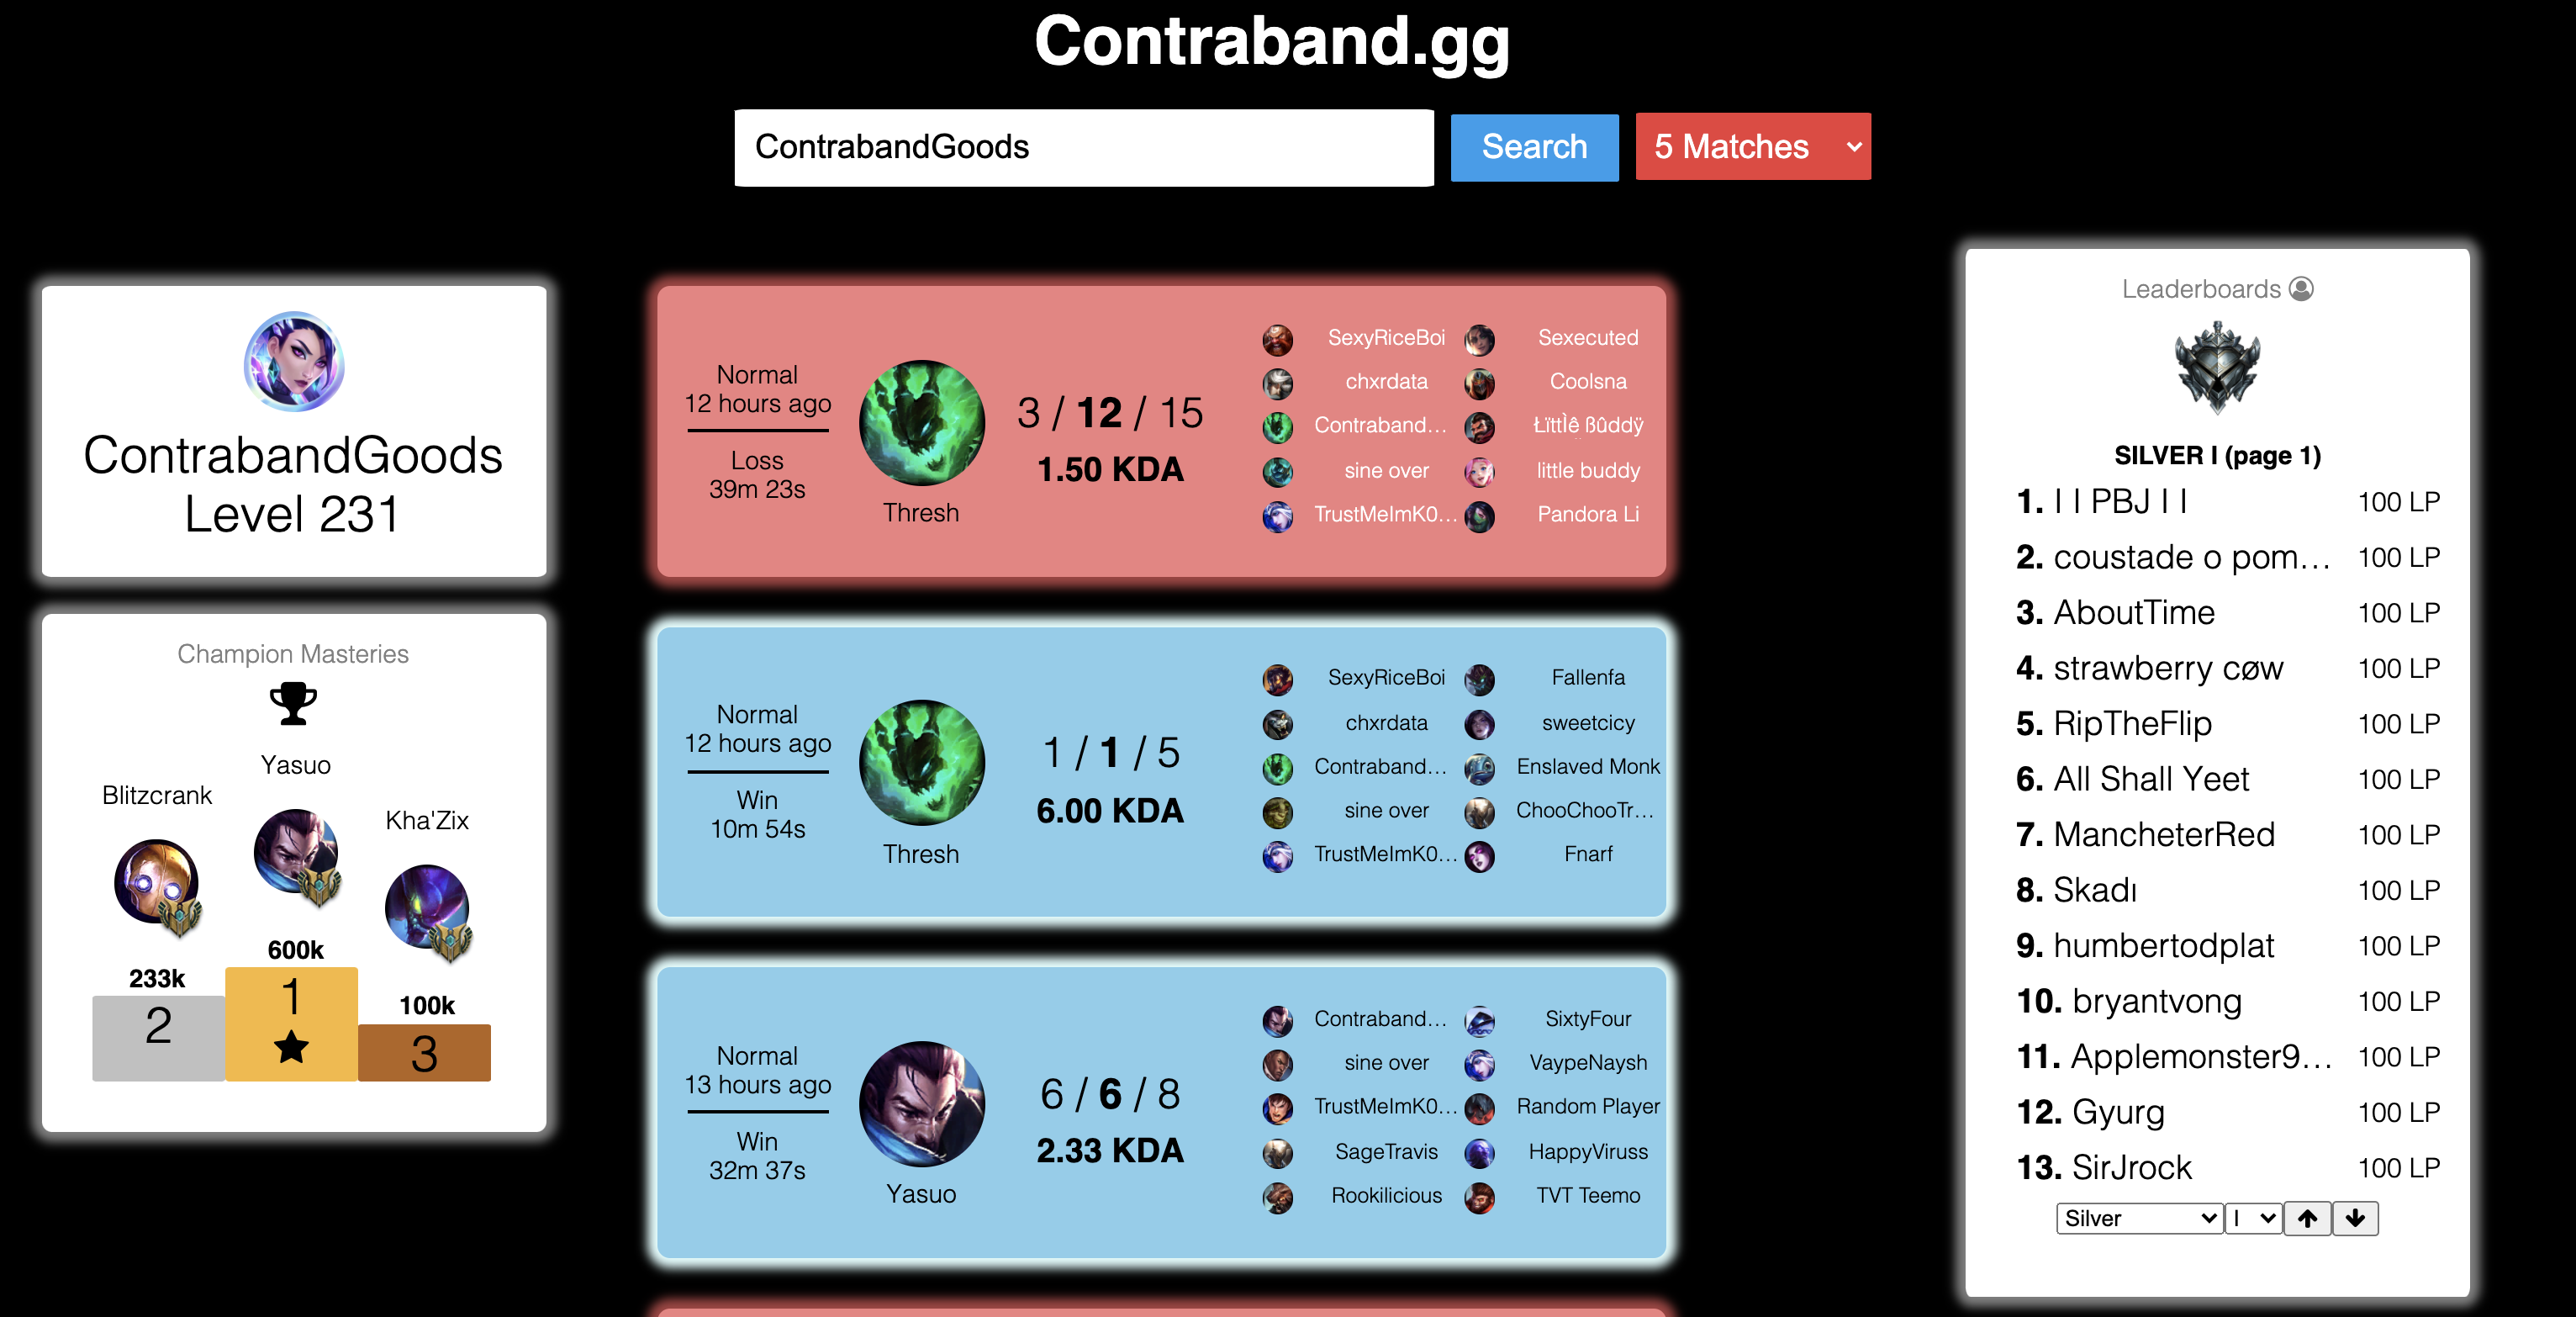 Contraband.gg
ContrabandGoods
Search
5 Matches
ContrabandGoods
Level 231
Champion Masteries
Yasuo
Blitzcrank
Kha'Zix
600k
233k
100k
1
2
3
Normal
12 hours ago
Loss
39m 23s
Thresh
3 / 12 / 15
1.50 KDA
SexyRiceBoi Sexecuted
chxrdata Coolsna
Contraband... Łïttlê ßûddÿ
sine over little buddy
TrustMeImK0... Pandora Li
Normal
12 hours ago
Win
10m 54s
Thresh
1 / 1 / 5
6.00 KDA
SexyRiceBoi Fallenfa
chxrdata sweetcicy
Contraband... Enslaved Monk
sine over ChooChooTr...
TrustMeImK0... Fnarf
Normal
13 hours ago
Win
32m 37s
Yasuo
6 / 6 / 8
2.33 KDA
Contraband... SixtyFour
sine over VaypeNaysh
TrustMeImK0... Random Player
SageTravis HappyViruss
Rookilicious TVT Teemo
Leaderboards
SILVER I (page 1)
1. I I PBJ I I 100 LP
2. coustade o pom... 100 LP
3. AboutTime 100 LP
4. strawberry cøw 100 LP
5. RipTheFlip 100 LP
6. All Shall Yeet 100 LP
7. MancheterRed 100 LP
8. Skadı 100 LP
9. humbertodplat 100 LP
10. bryantvong 100 LP
11. Applemonster9... 100 LP
12. Gyurg 100 LP
13. SirJrock 100 LP
Silver I